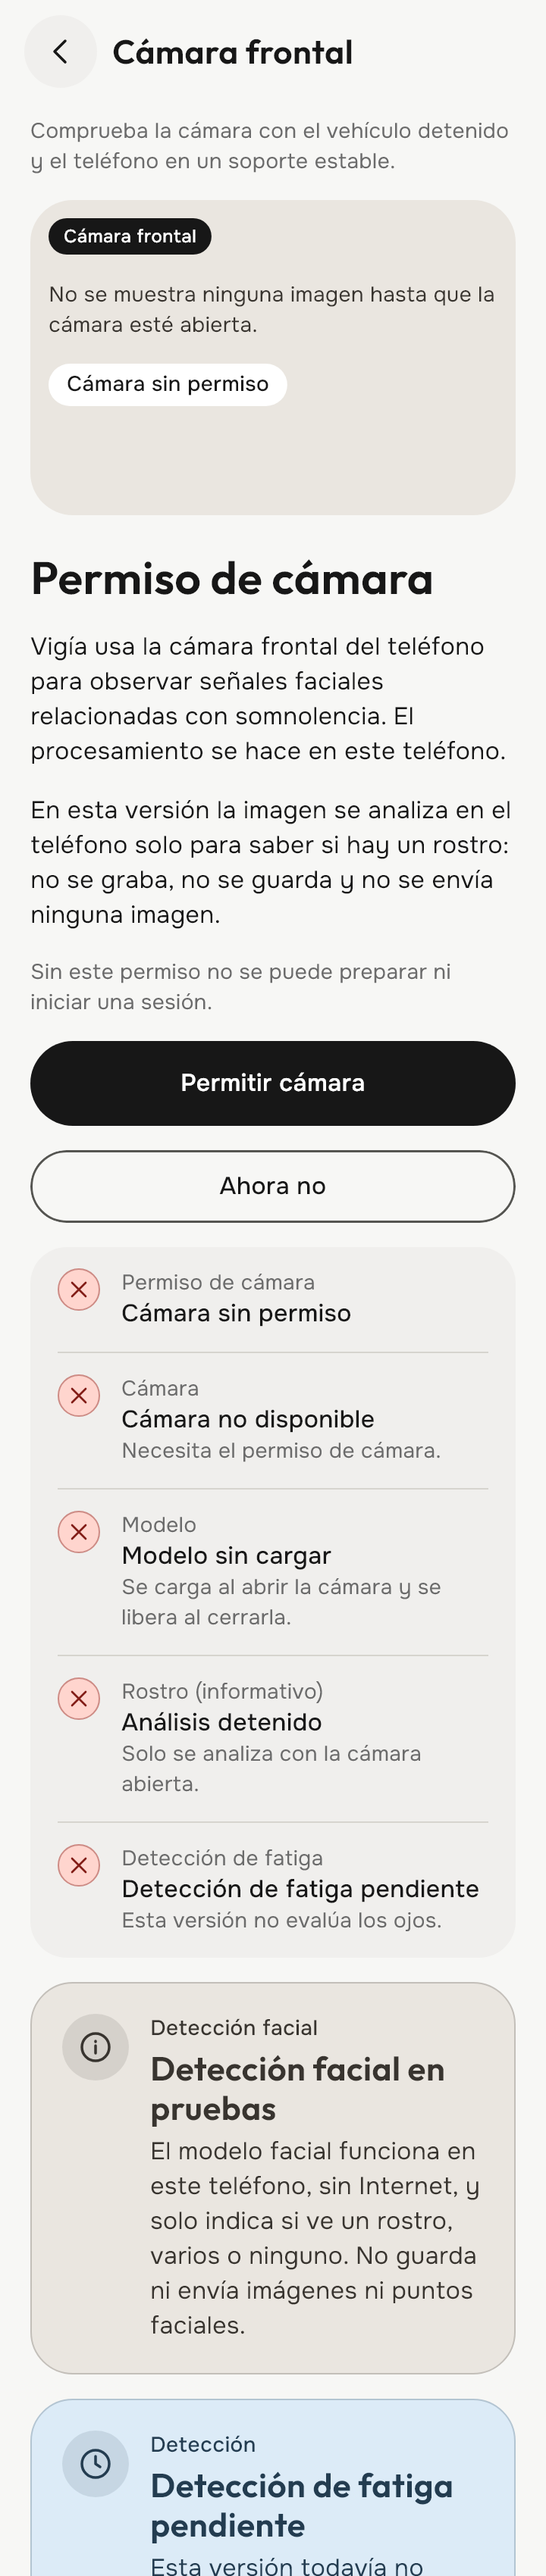 Cámara frontal
Comprueba la cámara con el vehículo detenido
y el teléfono en un soporte estable.
Cámara frontal
No se muestra ninguna imagen hasta que la
cámara esté abierta.
Cámara sin permiso
Permiso de cámara
Vigía usa la cámara frontal del teléfono
para observar señales faciales
relacionadas con somnolencia. El
procesamiento se hace en este teléfono.
En esta versión la imagen se analiza en el
teléfono solo para saber si hay un rostro:
no se graba, no se guarda y no se envía
ninguna imagen.
Sin este permiso no se puede preparar ni
iniciar una sesión.
Permitir cámara
Ahora no
Permiso de cámara
Cámara sin permiso
Cámara
Cámara no disponible
Necesita el permiso de cámara.
Modelo
Modelo sin cargar
Se carga al abrir la cámara y se
libera al cerrarla.
Rostro (informativo)
Análisis detenido
Solo se analiza con la cámara
abierta.
Detección de fatiga
Detección de fatiga pendiente
Esta versión no evalúa los ojos.
Detección facial
Detección facial en
pruebas
El modelo facial funciona en
este teléfono, sin Internet, y
solo indica si ve un rostro,
varios o ninguno. No guarda
ni envía imágenes ni puntos
faciales.
Detección
Detección de fatiga
pendiente
Esta versión todavía no